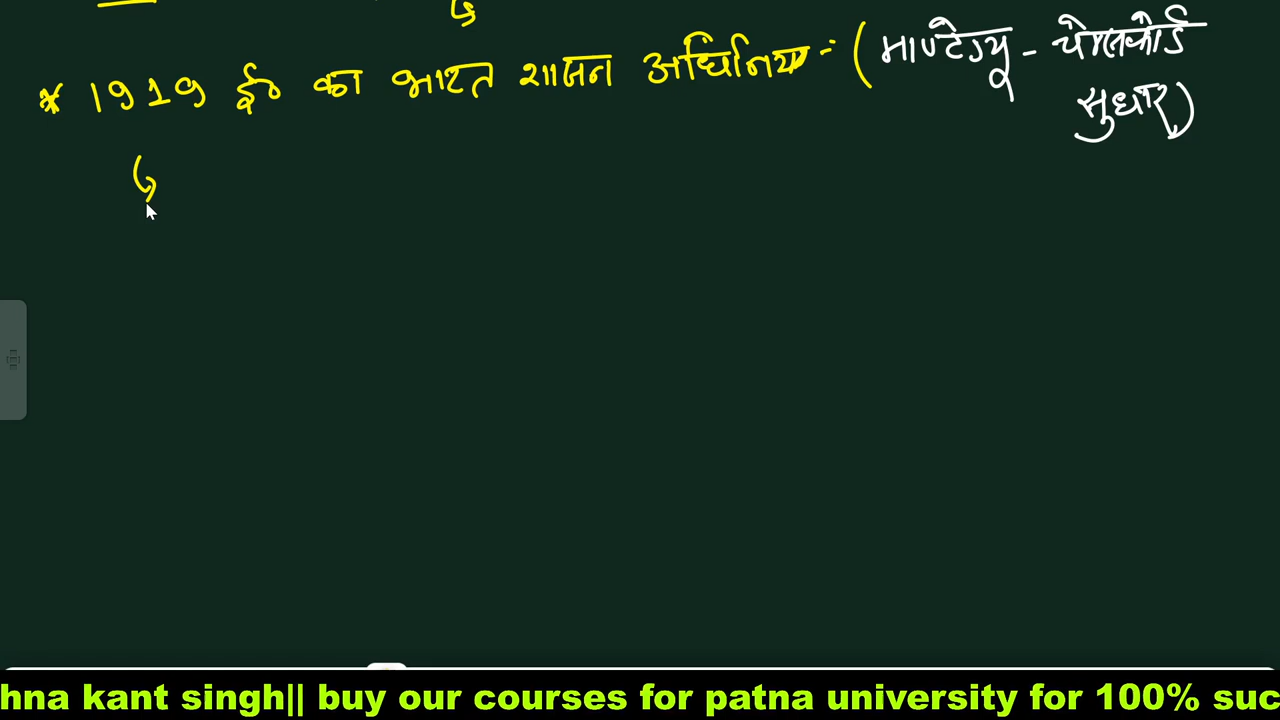 * 1919 ई० का भारत शासन अधिनियम :- ( माण्टेग्यू - चेम्सफोर्ड
सुधार)
hna kant singh|| buy our courses for patna university for 100% suc